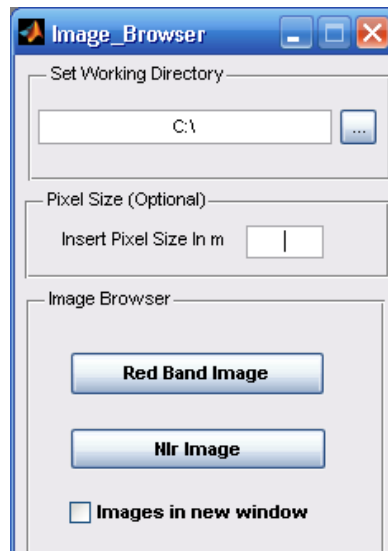 Image_Browser
Set Working Directory
C:\
...
Pixel Size (Optional)
Insert Pixel Size In m
Image Browser
Red Band Image
NIr Image
Images in new window